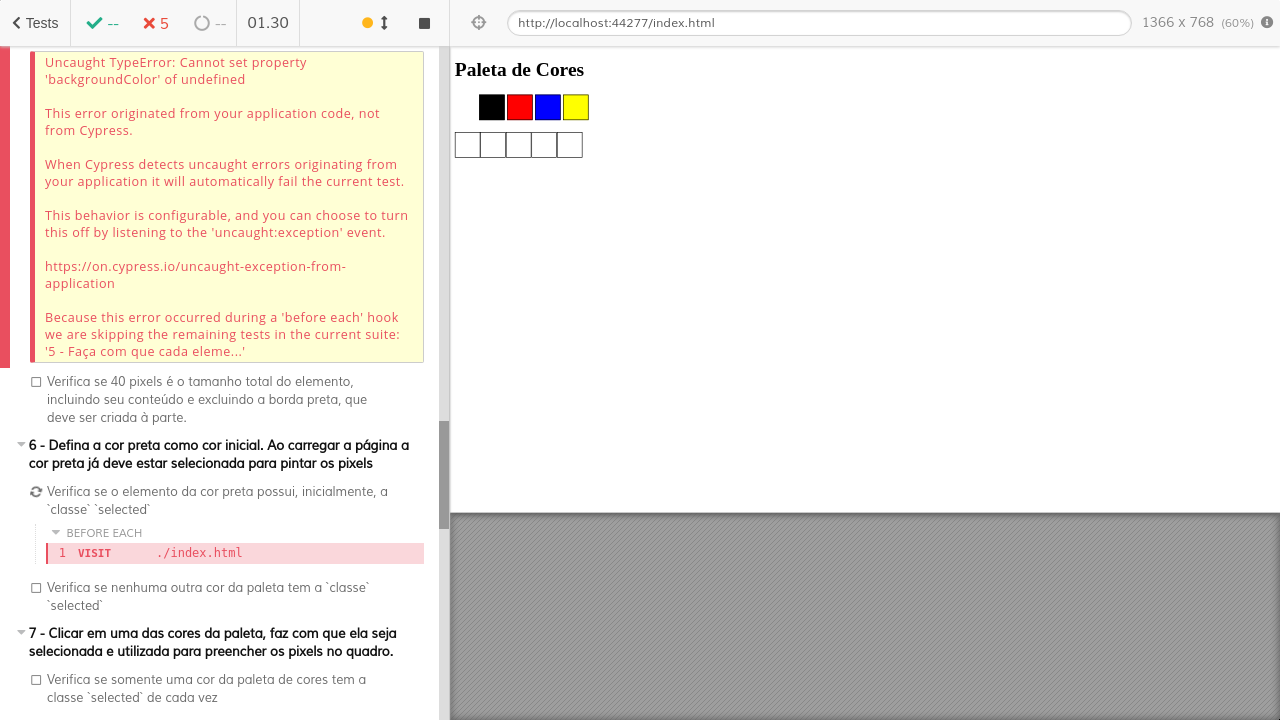 Tests -- 5 -- 01.30
http://localhost:44277/index.html 1366 x 768 (60%)
Uncaught TypeError: Cannot set property
'backgroundColor' of undefined
This error originated from your application code, not
from Cypress.
When Cypress detects uncaught errors originating from
your application it will automatically fail the current test.
This behavior is configurable, and you can choose to turn
this off by listening to the 'uncaught:exception' event.
https://on.cypress.io/uncaught-exception-from-
application
Because this error occurred during a 'before each' hook
we are skipping the remaining tests in the current suite:
'5 - Faça com que cada eleme...'
Verifica se 40 pixels é o tamanho total do elemento,
incluindo seu conteúdo e excluindo a borda preta, que
deve ser criada à parte.
6 - Defina a cor preta como cor inicial. Ao carregar a página a
cor preta já deve estar selecionada para pintar os pixels
Verifica se o elemento da cor preta possui, inicialmente, a
`classe` `selected`
BEFORE EACH
1 VISIT ./index.html
Verifica se nenhuma outra cor da paleta tem a `classe`
`selected`
7 - Clicar em uma das cores da paleta, faz com que ela seja
selecionada e utilizada para preencher os pixels no quadro.
Verifica se somente uma cor da paleta de cores tem a
classe `selected` de cada vez
Paleta de Cores